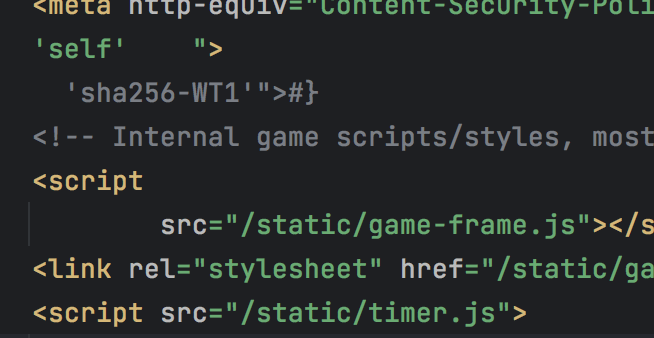 <meta http-equiv="Content-Security-Poli
'self'    ">
'sha256-WT1'">#}
<!-- Internal game scripts/styles, most
<script
src="/static/game-frame.js"></s
<link rel="stylesheet" href="/static/ga
<script src="/static/timer.js">